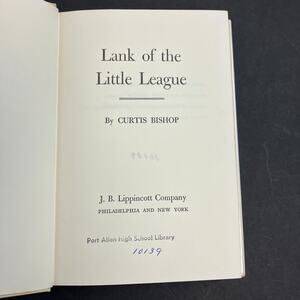 Lank of the
Little League
By CURTIS BISHOP
J. B. Lippincott Company
PHILADELPHIA AND NEW YORK
Port Allen High School Library
10139